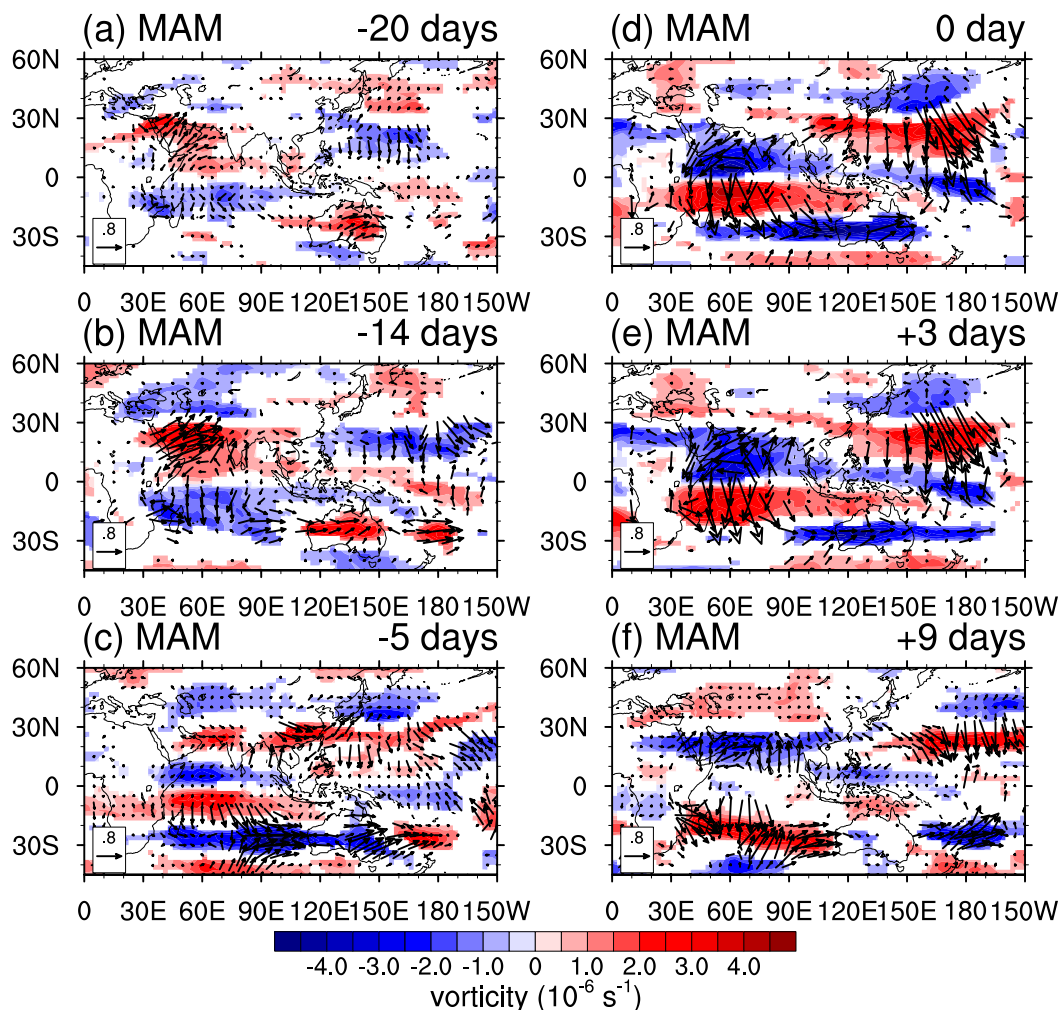 (a) MAM -20 days
60N
30N
0
30S
.8
0 30E 60E 90E 120E 150E 180 150W
(b) MAM -14 days
60N
30N
0
30S
.8
0 30E 60E 90E 120E 150E 180 150W
(c) MAM -5 days
60N
30N
0
30S
.8
0 30E 60E 90E 120E 150E 180 150W
(d) MAM 0 day
60N
30N
0
30S
.8
0 30E 60E 90E 120E 150E 180 150W
(e) MAM +3 days
60N
30N
0
30S
.8
0 30E 60E 90E 120E 150E 180 150W
(f) MAM +9 days
60N
30N
0
30S
.8
0 30E 60E 90E 120E 150E 180 150W
-4.0 -3.0 -2.0 -1.0 0 1.0 2.0 3.0 4.0
vorticity (10⁻⁶ s⁻¹)